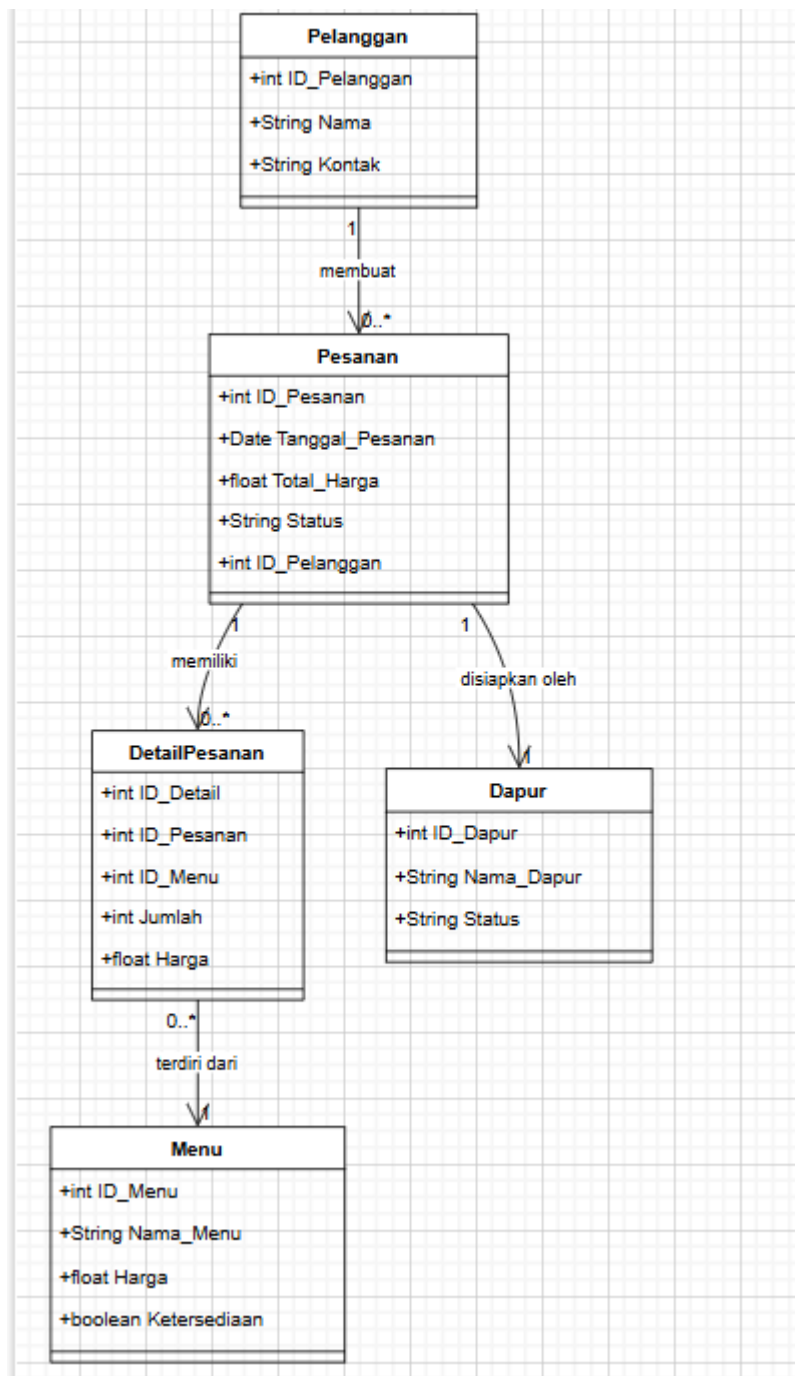 Pelanggan
+int ID_Pelanggan
+String Nama
+String Kontak
1
membuat
0..*
Pesanan
+int ID_Pesanan
+Date Tanggal_Pesanan
+float Total_Harga
+String Status
+int ID_Pelanggan
1
memiliki
0..*
1
disiapkan oleh
1
DetailPesanan
+int ID_Detail
+int ID_Pesanan
+int ID_Menu
+int Jumlah
+float Harga
Dapur
+int ID_Dapur
+String Nama_Dapur
+String Status
0..*
terdiri dari
1
Menu
+int ID_Menu
+String Nama_Menu
+float Harga
+boolean Ketersediaan